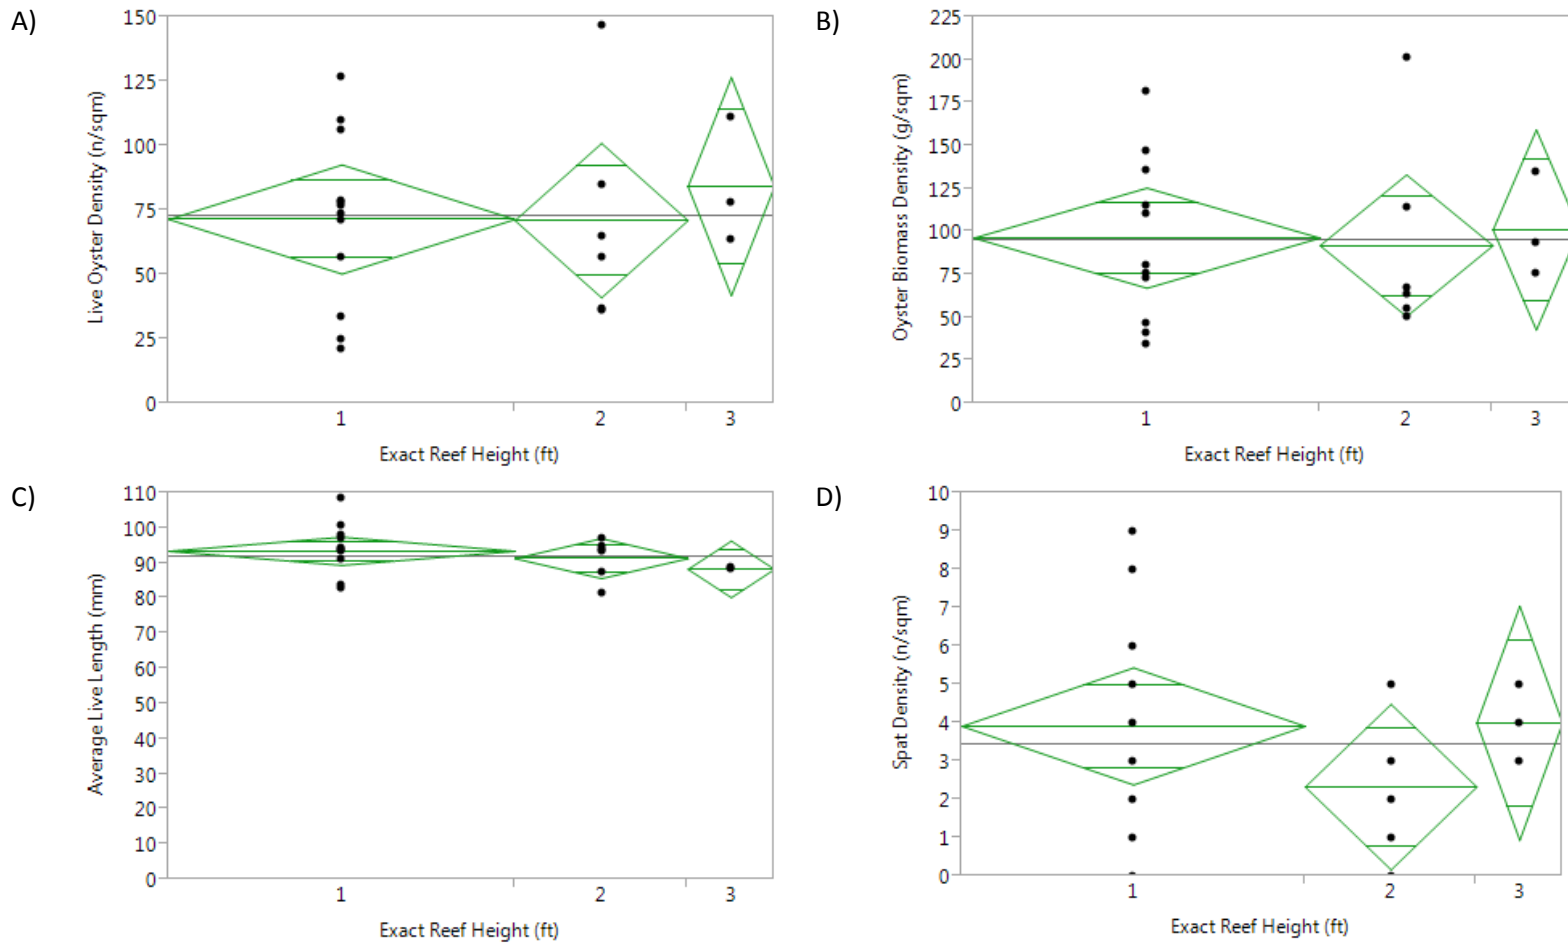 A)
150
125
100
75
50
25
0
Live Oyster Density (n/sqm)
1 2 3
Exact Reef Height (ft)
B)
225
200
175
150
125
100
75
50
25
0
Oyster Biomass Density (g/sqm)
1 2 3
Exact Reef Height (ft)
C)
110
100
90
80
70
60
50
40
30
20
10
0
Average Live Length (mm)
1 2 3
Exact Reef Height (ft)
D)
10
9
8
7
6
5
4
3
2
1
0
Spat Density (n/sqm)
1 2 3
Exact Reef Height (ft)